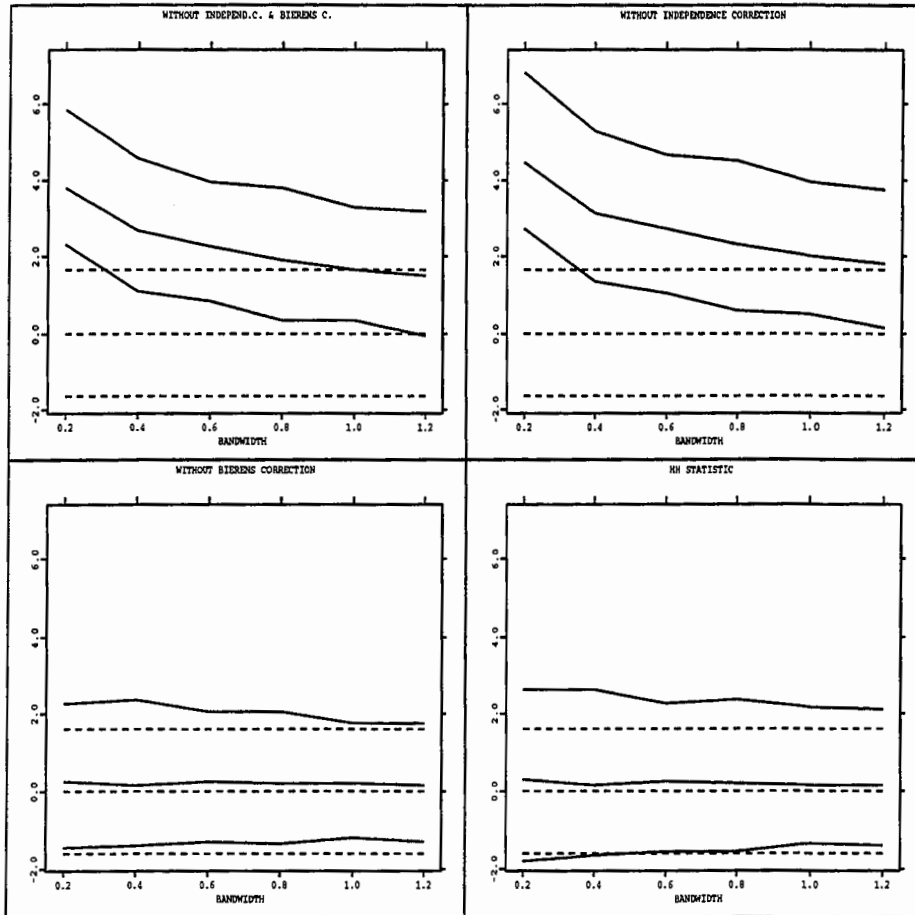 WITHOUT INDEPEND.C. & BIERENS C.
6.0
4.0
2.0
0.0
-2.0
0.2 0.4 0.6 0.8 1.0 1.2
BANDWIDTH
WITHOUT INDEPENDENCE CORRECTION
6.0
4.0
2.0
0.0
-2.0
0.2 0.4 0.6 0.8 1.0 1.2
BANDWIDTH
WITHOUT BIERENS CORRECTION
6.0
4.0
2.0
0.0
-2.0
0.2 0.4 0.6 0.8 1.0 1.2
BANDWIDTH
HH STATISTIC
6.0
4.0
2.0
0.0
-2.0
0.2 0.4 0.6 0.8 1.0 1.2
BANDWIDTH